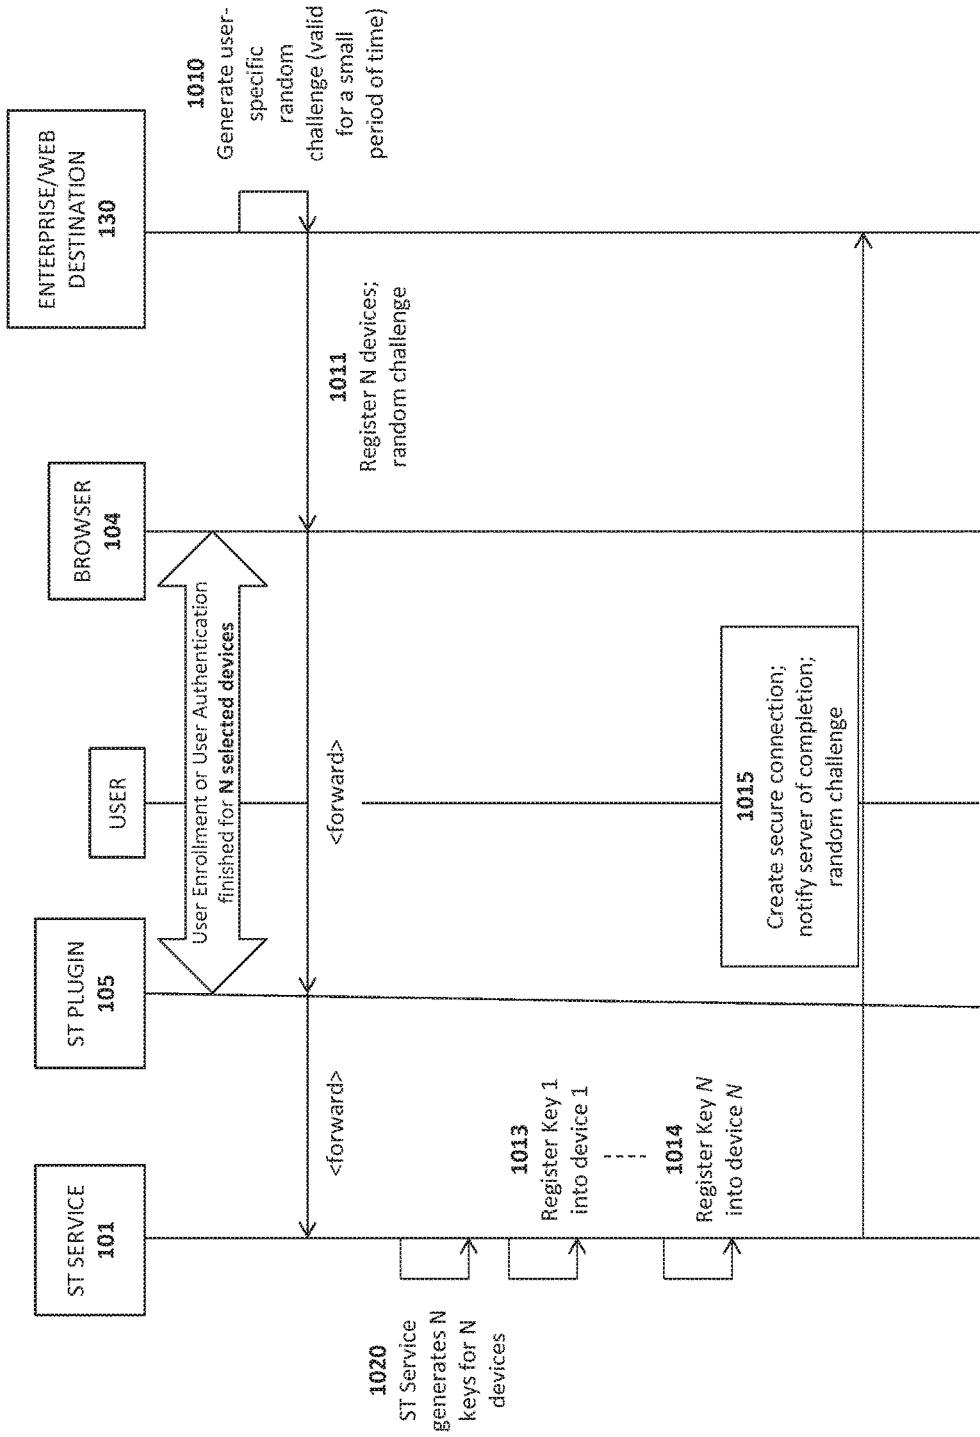 ST SERVICE
101
ST PLUGIN
105
USER
BROWSER
104
ENTERPRISE/WEB
DESTINATION
130
User Enrollment or User Authentication
finished for N selected devices
1010
Generate user-
specific
random
challenge (valid
for a small
period of time)
<forward>
<forward>
1011
Register N devices;
random challenge
1020
ST Service
generates N
keys for N
devices
1013
Register Key 1
into device 1
1014
Register Key N
into device N
1015
Create secure connection;
notify server of completion;
random challenge